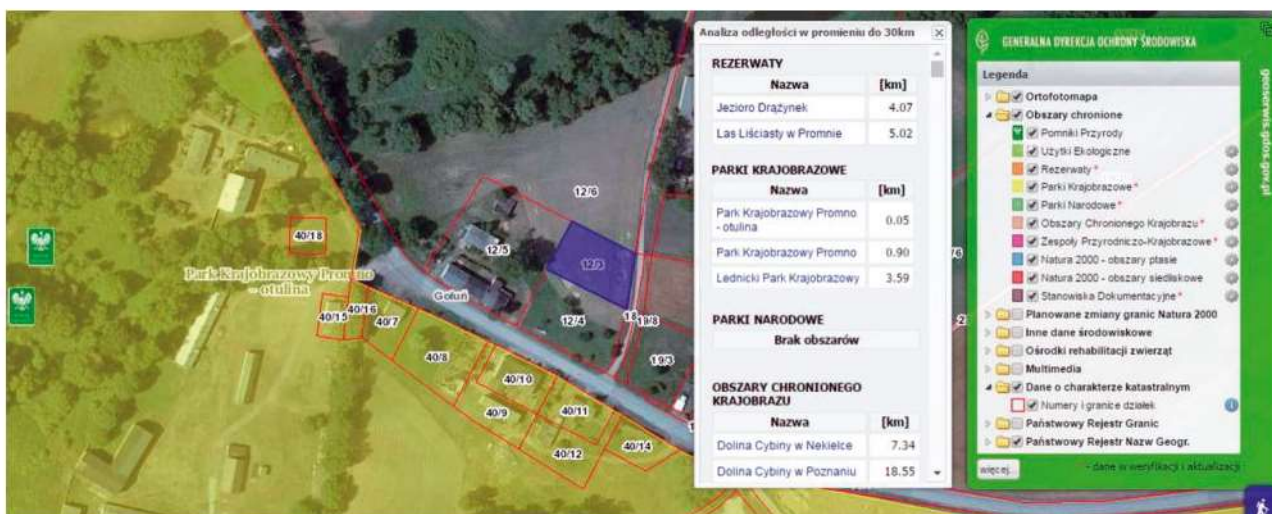 12/6
12/5
12/3
40/18
Park Krajobrazowy Promno
- otulina
Gołuń
40/16
40/15
40/7
12/4
18
19/8
40/8
19/3
40/10
40/9
40/11
40/12
40/14
Analiza odległości w promieniu do 30km
REZERWATY
Nazwa [km]
Jezioro Drążynek 4.07
Las Liściasty w Promnie 5.02
PARKI KRAJOBRAZOWE
Nazwa [km]
Park Krajobrazowy Promno
- otulina 0.05
Park Krajobrazowy Promno 0.90
Lednicki Park Krajobrazowy 3.59
PARKI NARODOWE
Brak obszarów
OBSZARY CHRONIONEGO
KRAJOBRAZU
Nazwa [km]
Dolina Cybiny w Nekielce 7.34
Dolina Cybiny w Poznaniu 18.55
GENERALNA DYREKCJA OCHRONY ŚRODOWISKA
Legenda
Ortofotomapa
Obszary chronione
Pomniki Przyrody
Użytki Ekologiczne
Rezerwaty *
Parki Krajobrazowe *
Parki Narodowe *
Obszary Chronionego Krajobrazu *
Zespoły Przyrodniczo-Krajobrazowe *
Natura 2000 - obszary ptasie
Natura 2000 - obszary siedliskowe
Stanowiska Dokumentacyjne *
Planowane zmiany granic Natura 2000
Inne dane środowiskowe
Ośrodki rehabilitacji zwierząt
Multimedia
Dane o charakterze katastralnym
Numery i granice działek
Państwowy Rejestr Granic
Państwowy Rejestr Nazw Geogr.
więcej...
* - dane w weryfikacji i aktualizacji
geoserwis.gdos.gov.pl